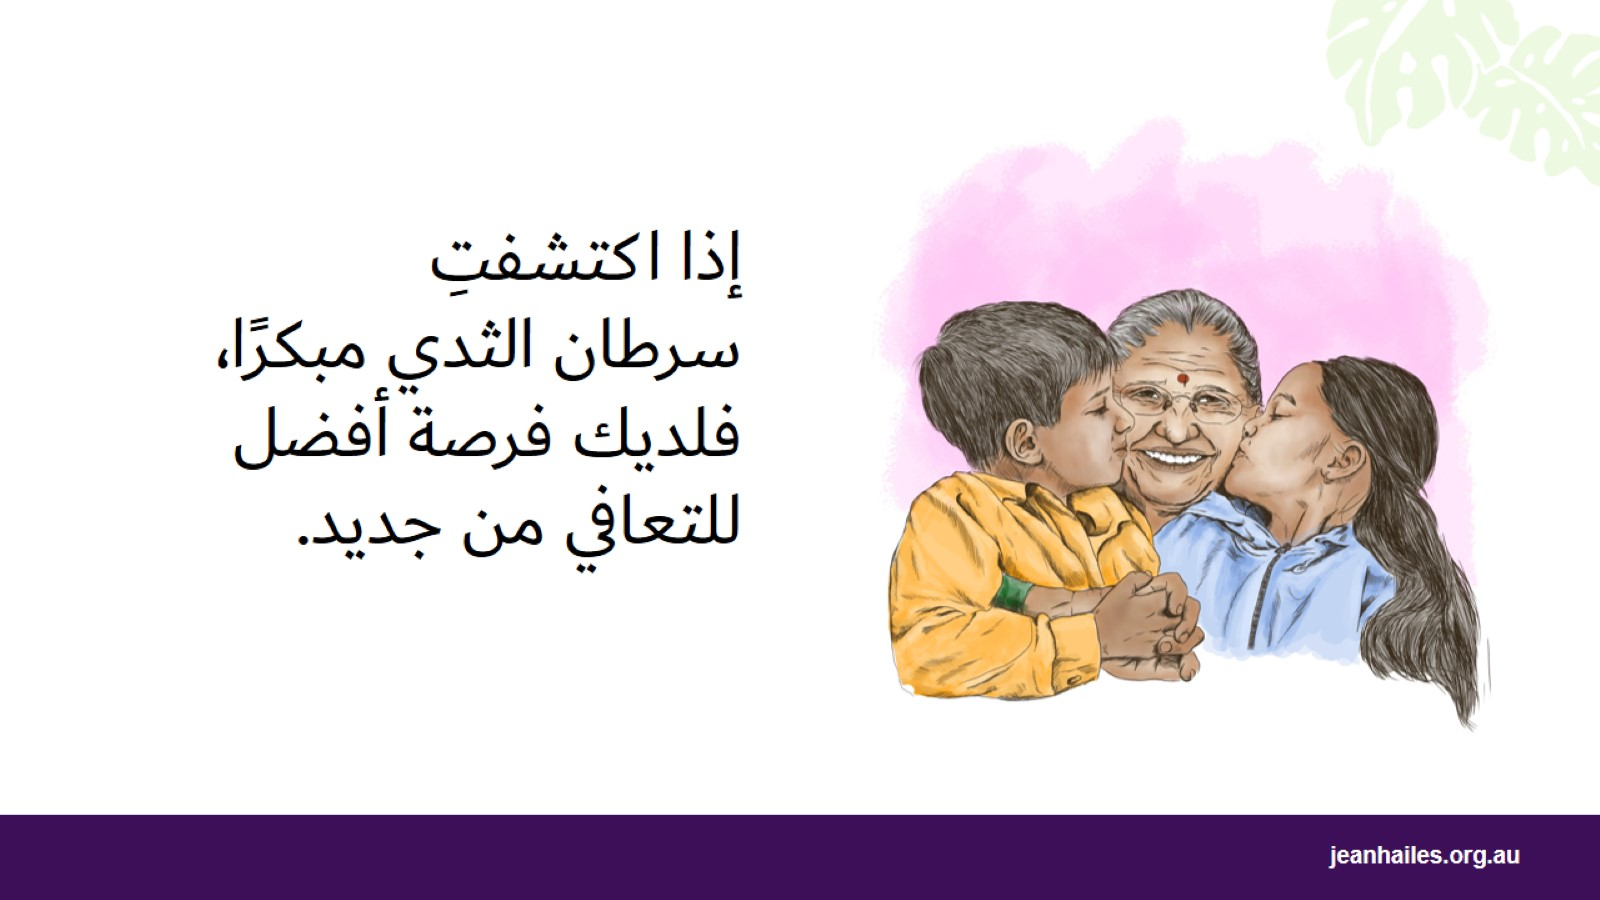 إذا اكتشفتِ
سرطان الثدي مبكرًا،
فلديك فرصة أفضل
للتعافي من جديد.
jeanhailes.org.au